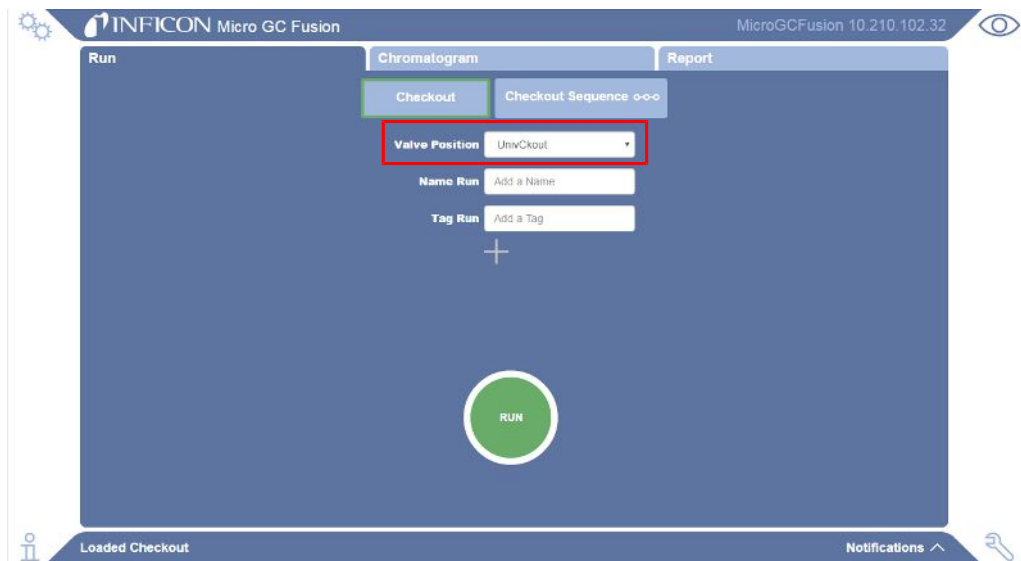 INFICON Micro GC Fusion
MicroGCFusion 10.210.102.32
Run
Chromatogram
Report
Checkout
Checkout Sequence
Valve Position UnivCkout
Name Run Add a Name
Tag Run Add a Tag
RUN
Loaded Checkout
Notifications